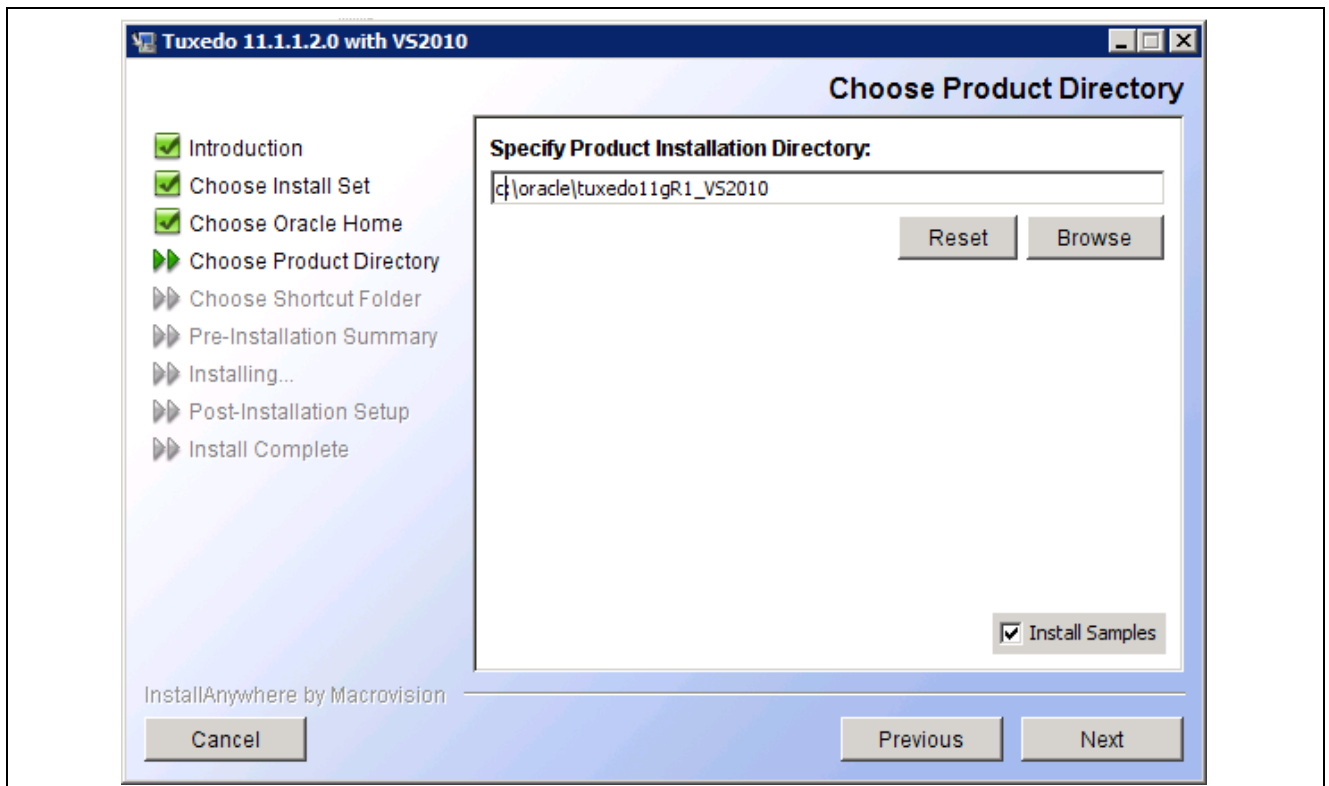 Tuxedo 11.1.1.2.0 with VS2010
Choose Product Directory
Introduction
Choose Install Set
Choose Oracle Home
Choose Product Directory
Choose Shortcut Folder
Pre-Installation Summary
Installing...
Post-Installation Setup
Install Complete
Specify Product Installation Directory:
c:\oracle\tuxedo11gR1_VS2010
Reset Browse
Install Samples
InstallAnywhere by Macrovision
Cancel Previous Next